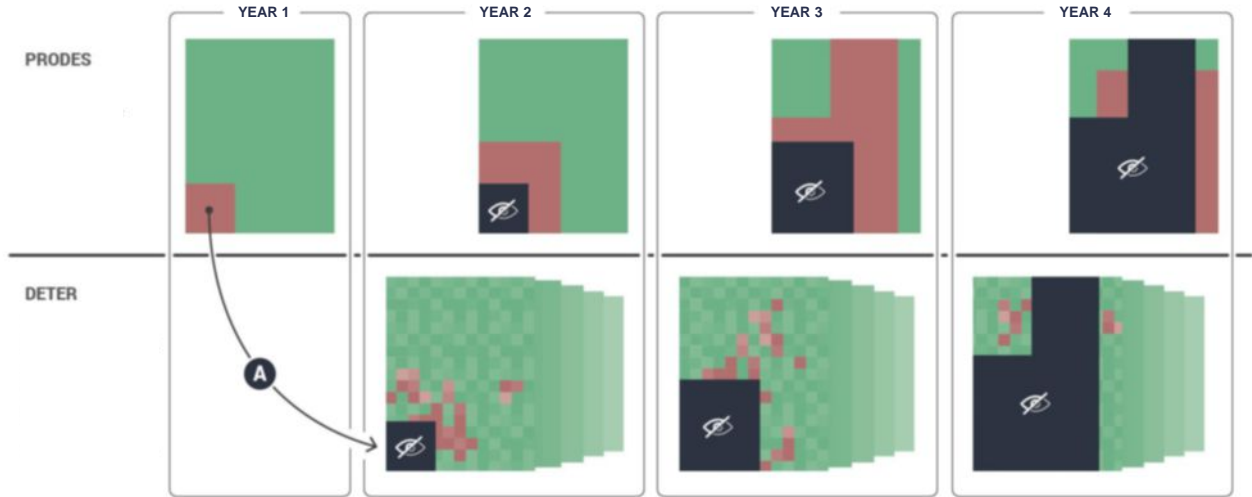 YEAR 1
YEAR 2
YEAR 3
YEAR 4
PRODES
DETER
A